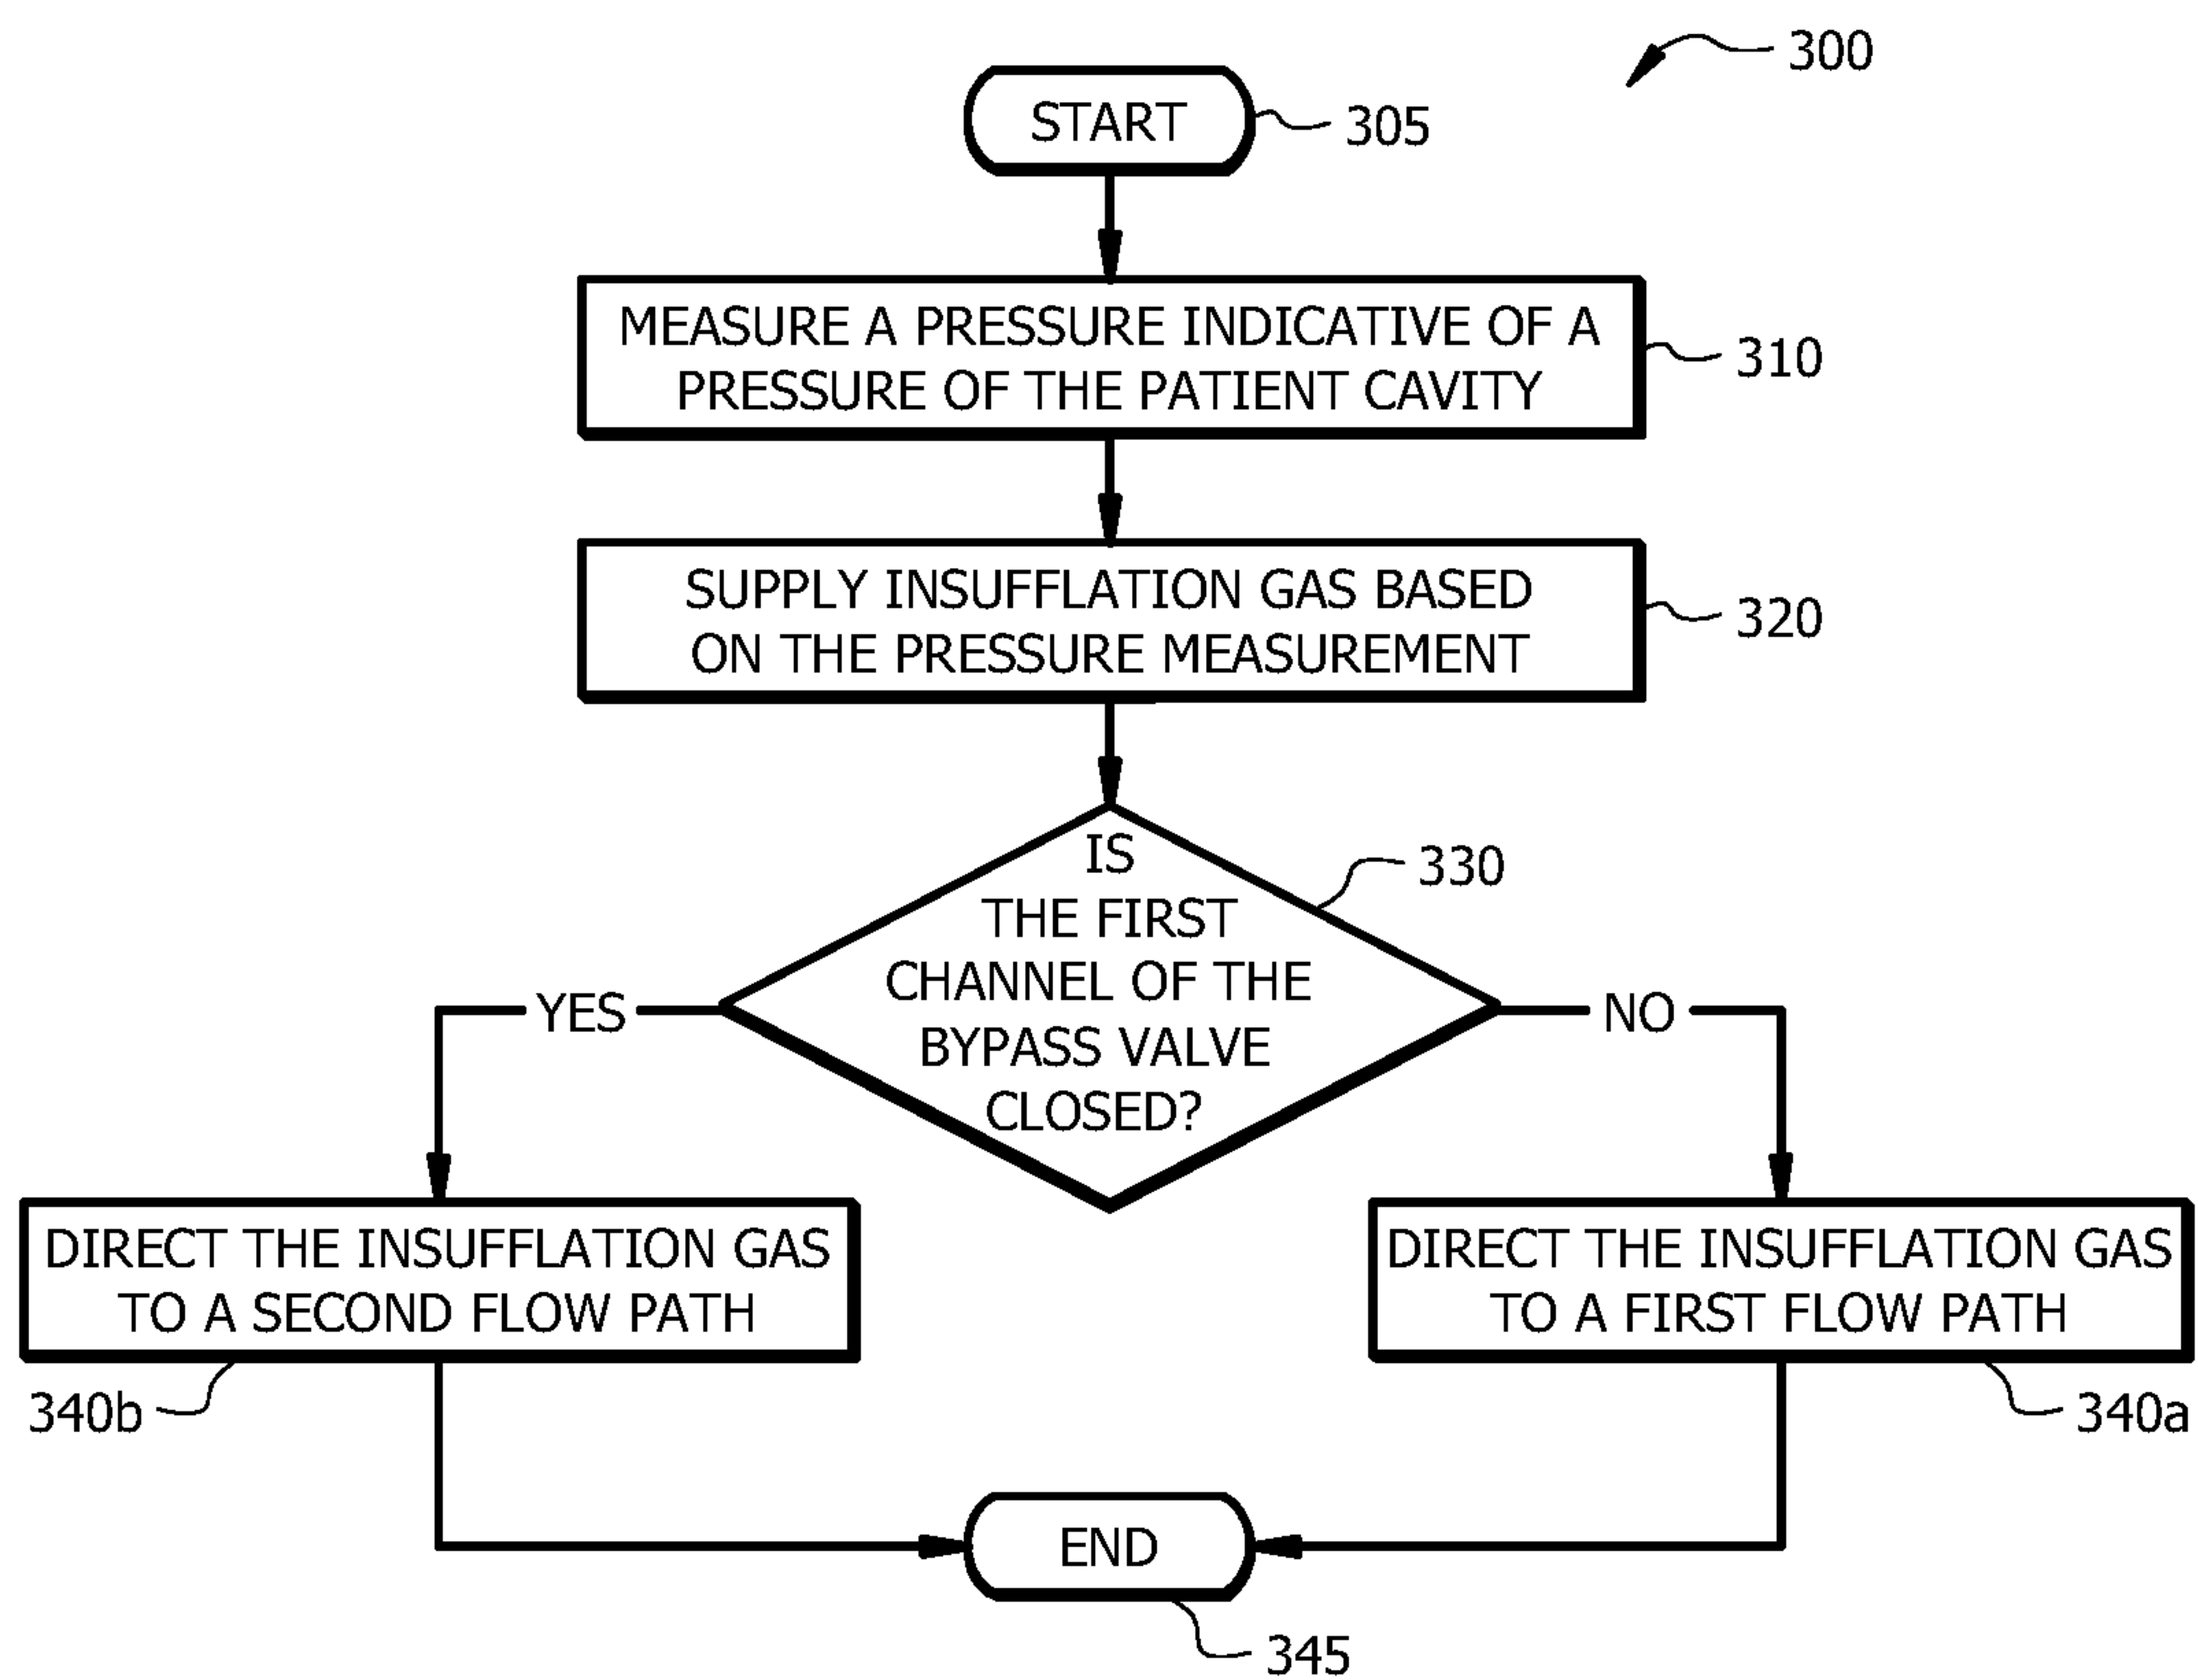 300
START
305
MEASURE A PRESSURE INDICATIVE OF A
PRESSURE OF THE PATIENT CAVITY
310
SUPPLY INSUFFLATION GAS BASED
ON THE PRESSURE MEASUREMENT
320
IS
THE FIRST
CHANNEL OF THE
BYPASS VALVE
CLOSED?
330
YES
NO
DIRECT THE INSUFFLATION GAS
TO A SECOND FLOW PATH
340b
DIRECT THE INSUFFLATION GAS
TO A FIRST FLOW PATH
340a
END
345